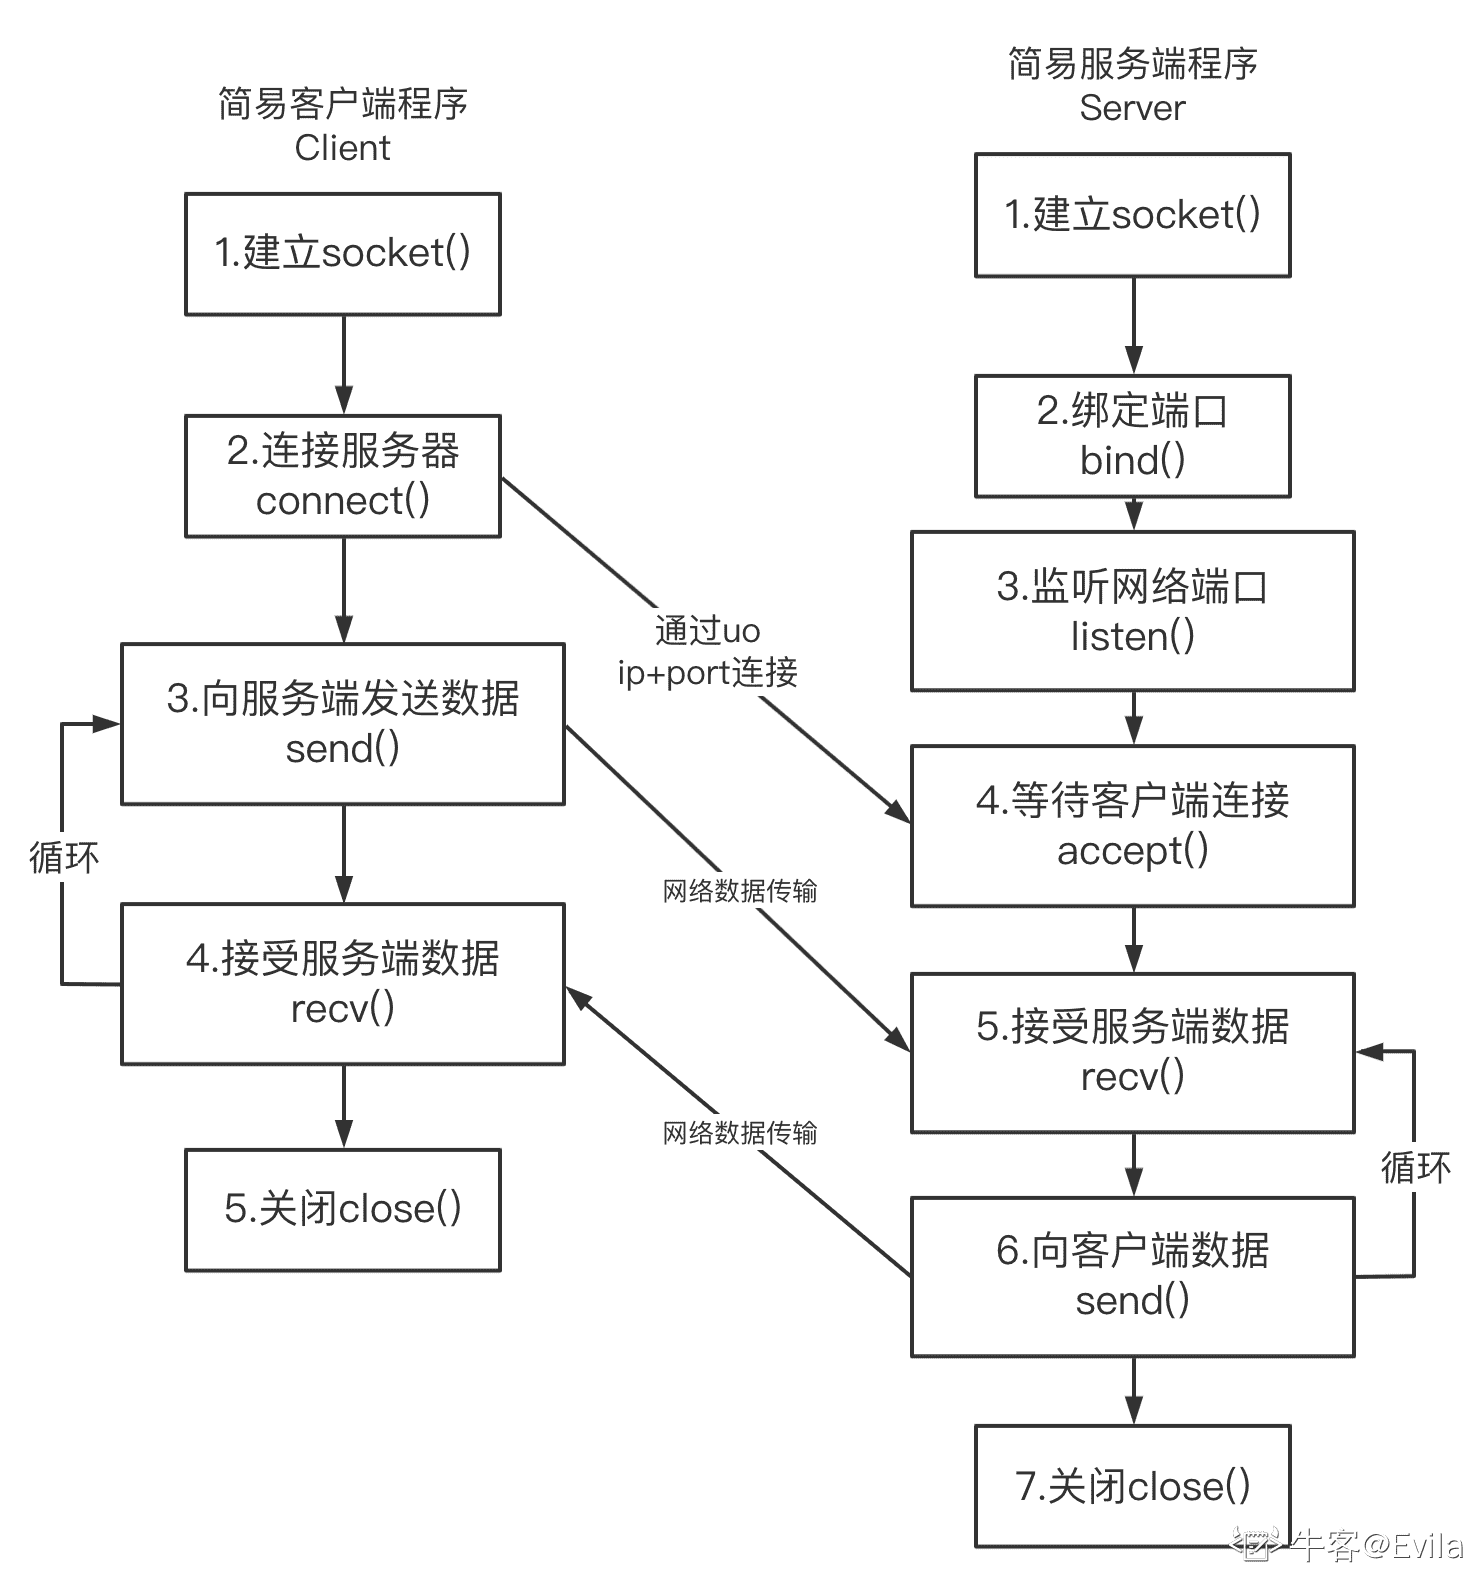 简易客户端程序
Client
1.建立socket()
2.连接服务器
connect()
3.向服务端发送数据
send()
循环
4.接受服务端数据
recv()
5.关闭close()
通过uo
ip+port连接
网络数据传输
网络数据传输
简易服务端程序
Server
1.建立socket()
2.绑定端口
bind()
3.监听网络端口
listen()
4.等待客户端连接
accept()
5.接受服务端数据
recv()
循环
6.向客户端数据
send()
7.关闭close()
牛客@Evila